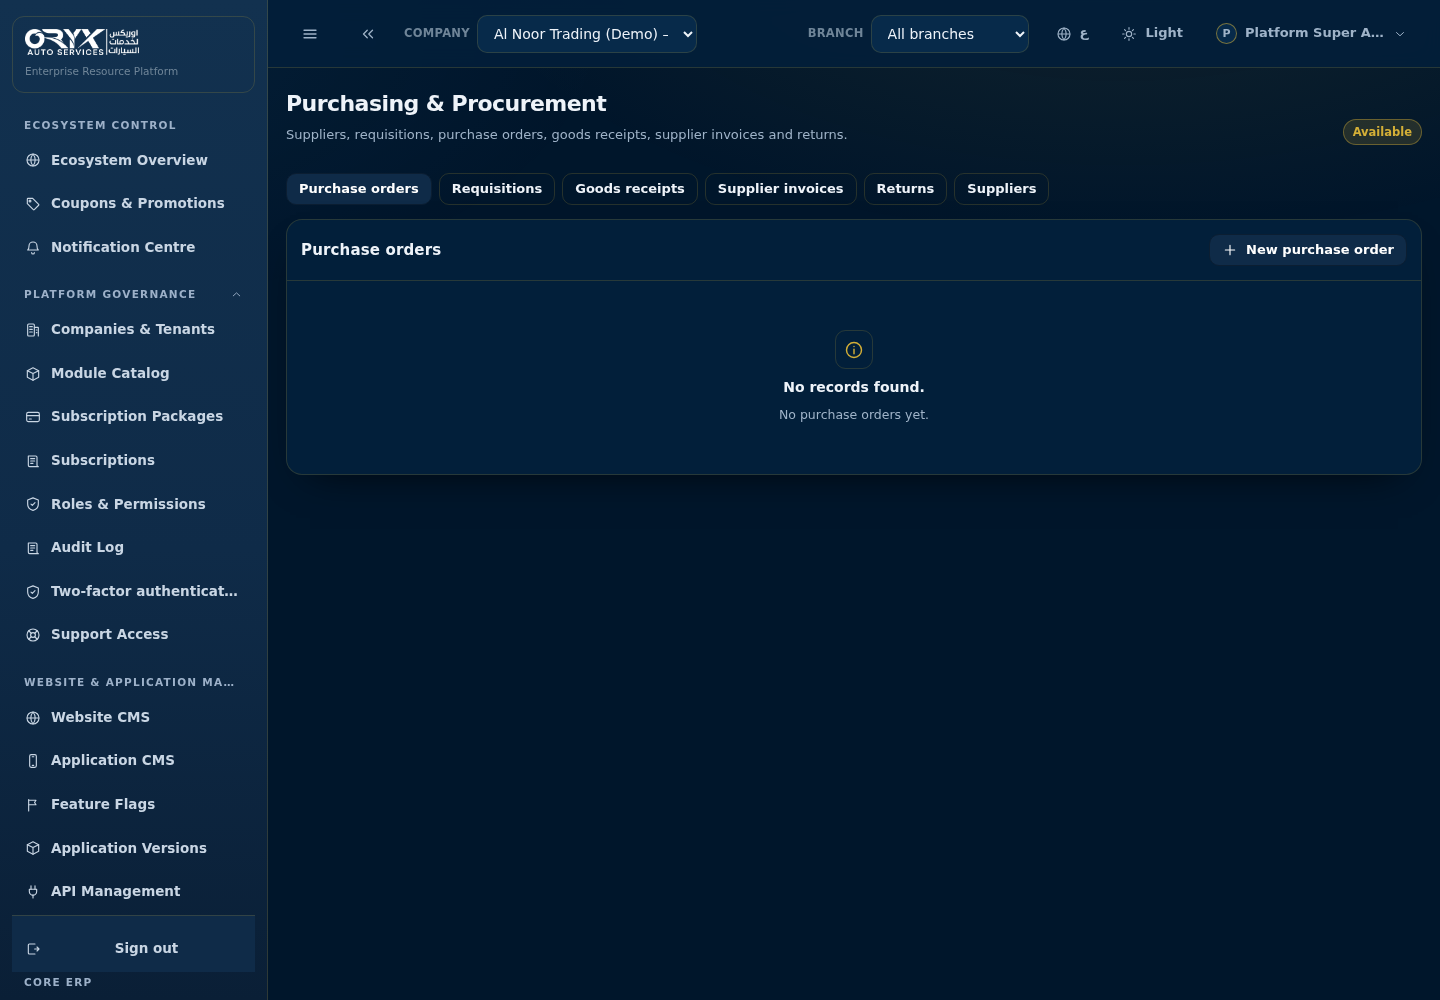 ORYX
AUTO SERVICES
اوريكس
لخدمات
السيارات
Enterprise Resource Platform
ECOSYSTEM CONTROL
Ecosystem Overview
Coupons & Promotions
Notification Centre
PLATFORM GOVERNANCE
Companies & Tenants
Module Catalog
Subscription Packages
Subscriptions
Roles & Permissions
Audit Log
Two-factor authenticat...
Support Access
WEBSITE & APPLICATION MA...
Website CMS
Application CMS
Feature Flags
Application Versions
API Management
Sign out
CORE ERP
COMPANY
Al Noor Trading (Demo) –
BRANCH
All branches
ع
Light
P
Platform Super A...
Purchasing & Procurement
Suppliers, requisitions, purchase orders, goods receipts, supplier invoices and returns.
Available
Purchase orders
Requisitions
Goods receipts
Supplier invoices
Returns
Suppliers
Purchase orders
New purchase order
No records found.
No purchase orders yet.